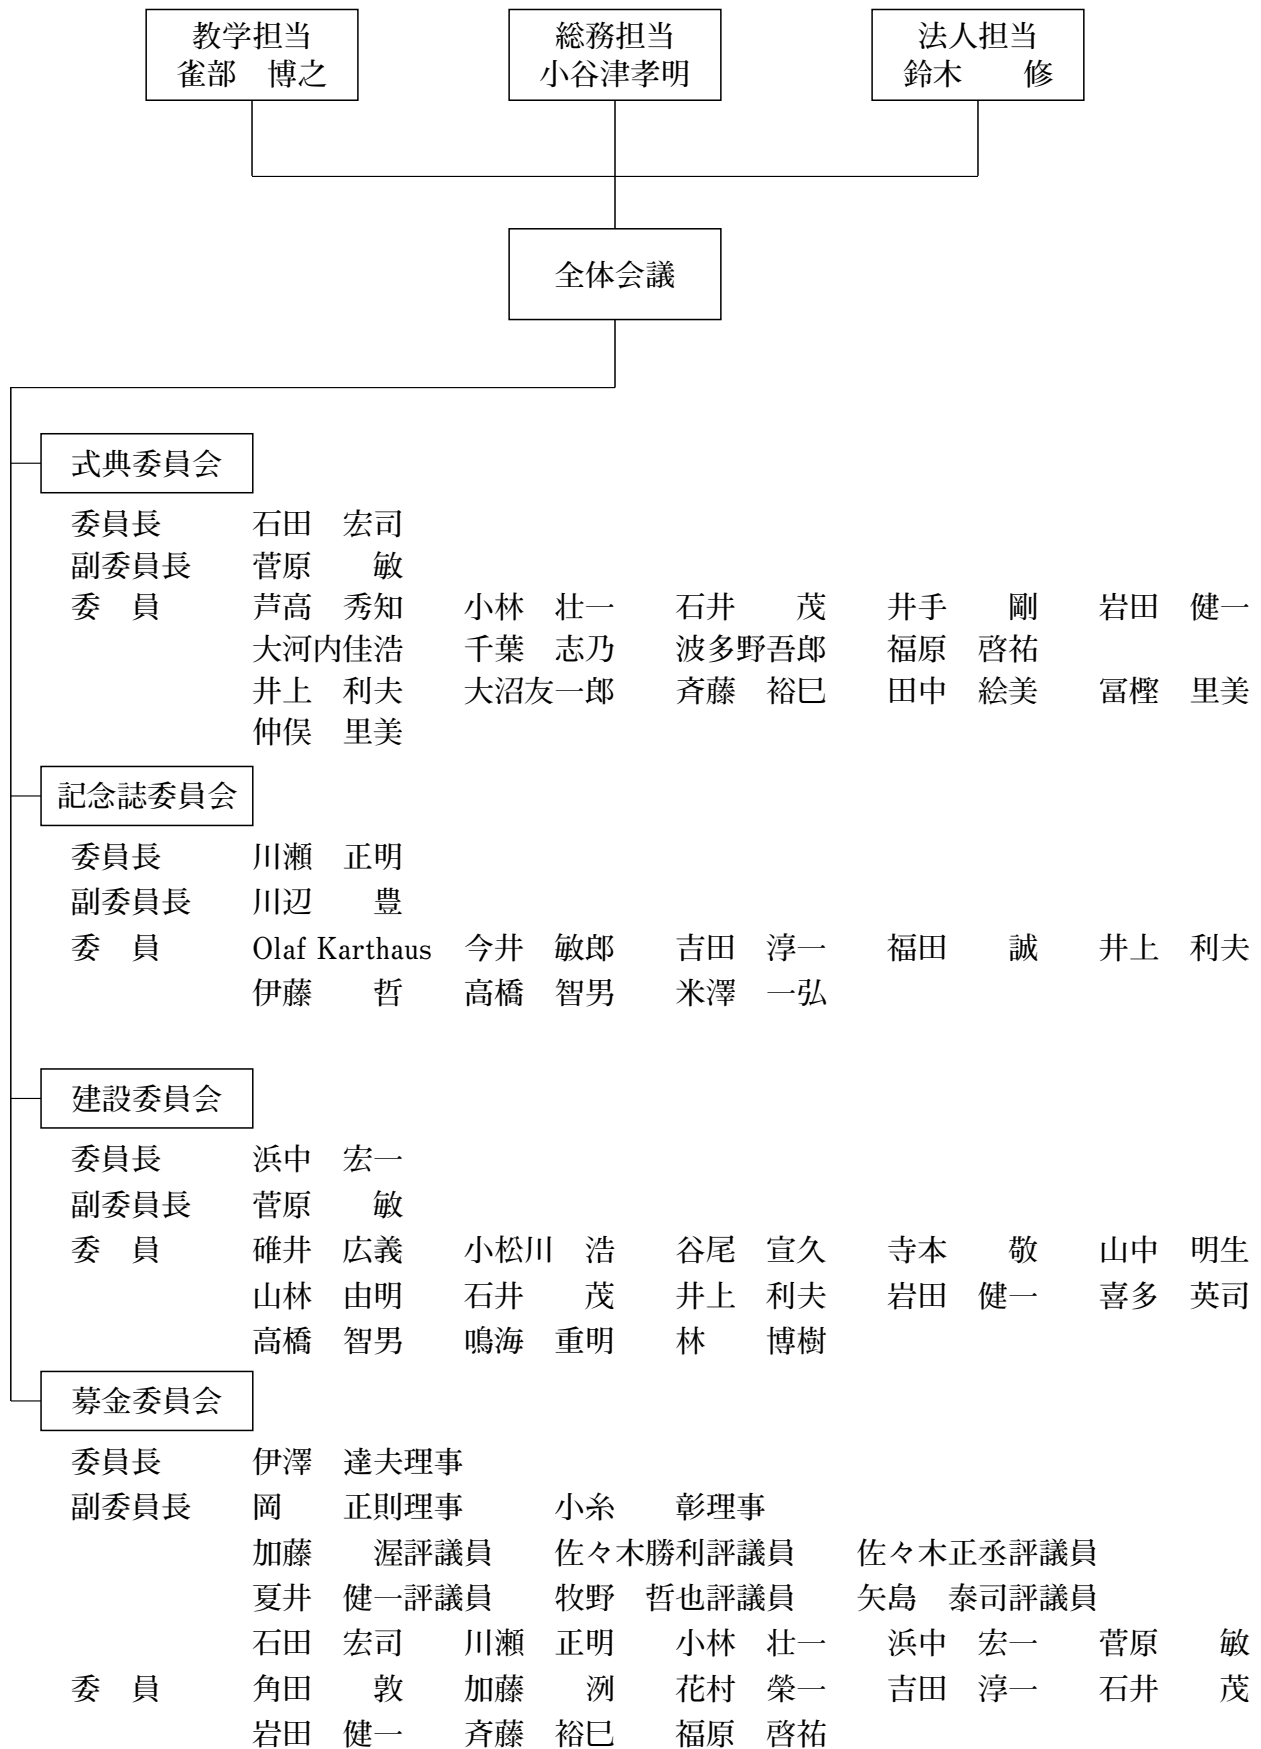 教学担当
雀部　博之
総務担当
小谷津孝明
法人担当
鈴木　　修
全体会議
式典委員会
委員長　　　石田　宏司
副委員長　　菅原　　敏
委　員　　　芦高　秀知　　小林　壮一　　石井　　茂　　井手　　剛　　岩田　健一
大河内佳浩　　千葉　志乃　　波多野吾郎　　福原　啓祐
井上　利夫　　大沼友一郎　　斉藤　裕巳　　田中　絵美　　冨樫　里美
仲俣　里美
記念誌委員会
委員長　　　川瀬　正明
副委員長　　川辺　　豊
委　員　　　Olaf Karthaus　今井　敏郎　　吉田　淳一　　福田　　誠　　井上　利夫
伊藤　　哲　　高橋　智男　　米澤　一弘
建設委員会
委員長　　　浜中　宏一
副委員長　　菅原　　敏
委　員　　　碓井　広義　　小松川　浩　　谷尾　宣久　　寺本　　敬　　山中　明生
山林　由明　　石井　　茂　　井上　利夫　　岩田　健一　　喜多　英司
高橋　智男　　鳴海　重明　　林　　博樹
募金委員会
委員長　　　伊澤　達夫理事
副委員長　　岡　　正則理事　　　小糸　　彰理事
加藤　　渥評議員　　佐々木勝利評議員　　佐々木正丞評議員
夏井　健一評議員　　牧野　哲也評議員　　矢島　泰司評議員
石田　宏司　　川瀬　正明　　小林　壮一　　浜中　宏一　　菅原　　敏
委　員　　　角田　　敦　　加藤　　洌　　花村　榮一　　吉田　淳一　　石井　　茂
岩田　健一　　斉藤　裕巳　　福原　啓祐